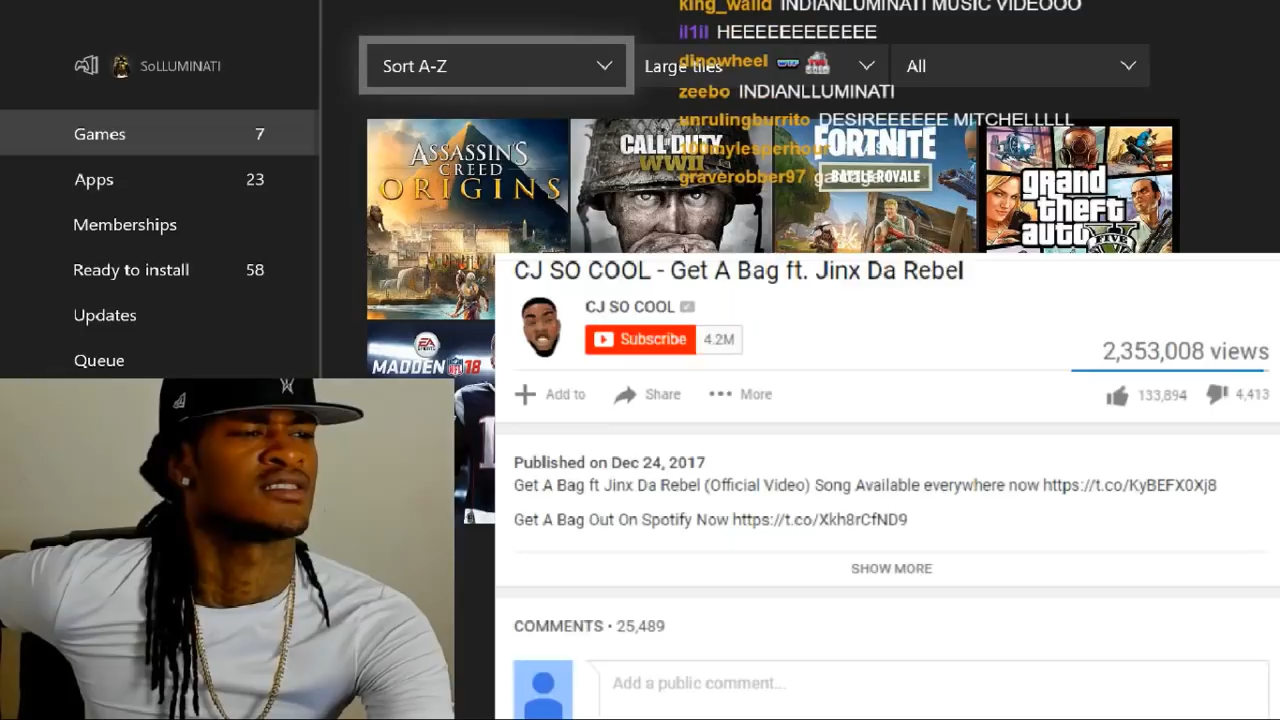 king_walid INDIANLUMINATI MUSIC VIDEOOO
il1il HEEEEEEEEEEEE
SoLLUMINATI
Sort A-Z
Large tiles
All
dinowheel
zeebo INDIANLLUMINATI
unrulingburrito DESIREEEEEE MITCHELLLLL
100mylesperhour
graverobber97
Games 7
Apps 23
Memberships
Ready to install 58
Updates
Queue
ASSASSIN'S
CREED
ORIGINS
CALL OF DUTY
WWII
FORTNITE
BATTLE ROYALE
grand
theft
auto
FIVE
EA
SPORTS
MADDEN NFL 18
CJ SO COOL - Get A Bag ft. Jinx Da Rebel
CJ SO COOL
Subscribe 4.2M
2,353,008 views
Add to Share More
133,894 4,413
Published on Dec 24, 2017
Get A Bag ft Jinx Da Rebel (Official Video) Song Available everywhere now https://t.co/KyBEFX0Xj8
Get A Bag Out On Spotify Now https://t.co/Xkh8rCfND9
SHOW MORE
COMMENTS • 25,489
Add a public comment...